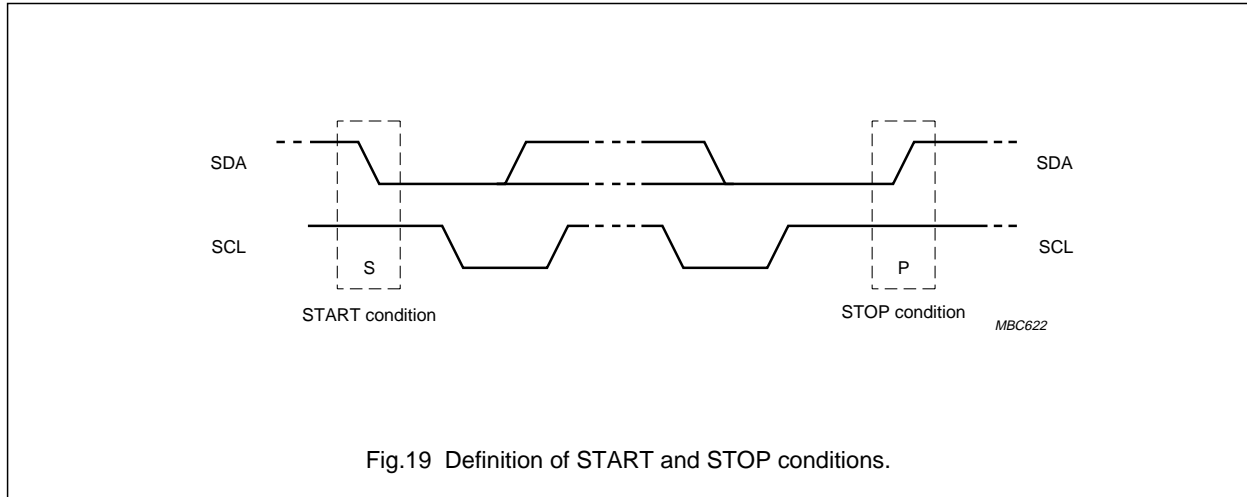 SDA SDA
SCL SCL
S P
START condition STOP condition
MBC622
Fig.19 Definition of START and STOP conditions.